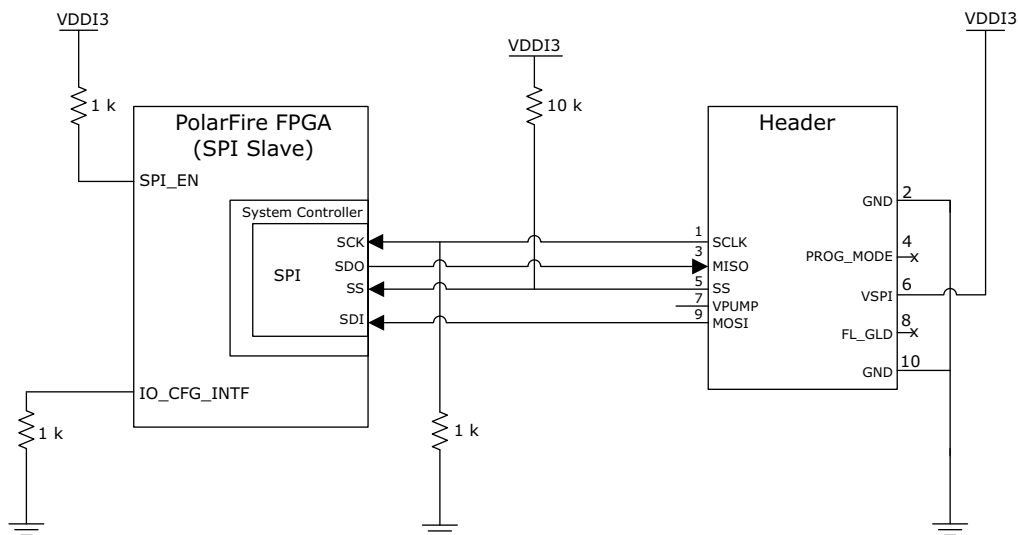 VDDI3
VDDI3
VDDI3
1 k
10 k
PolarFire FPGA
(SPI Slave)
Header
SPI_EN
System Controller
SPI
SCK
SDO
SS
SDI
1
SCLK
3
MISO
5
SS
7
VPUMP
9
MOSI
GND
2
PROG_MODE
4
x
VSPI
6
FL_GLD
8
x
GND
10
IO_CFG_INTF
1 k
1 k